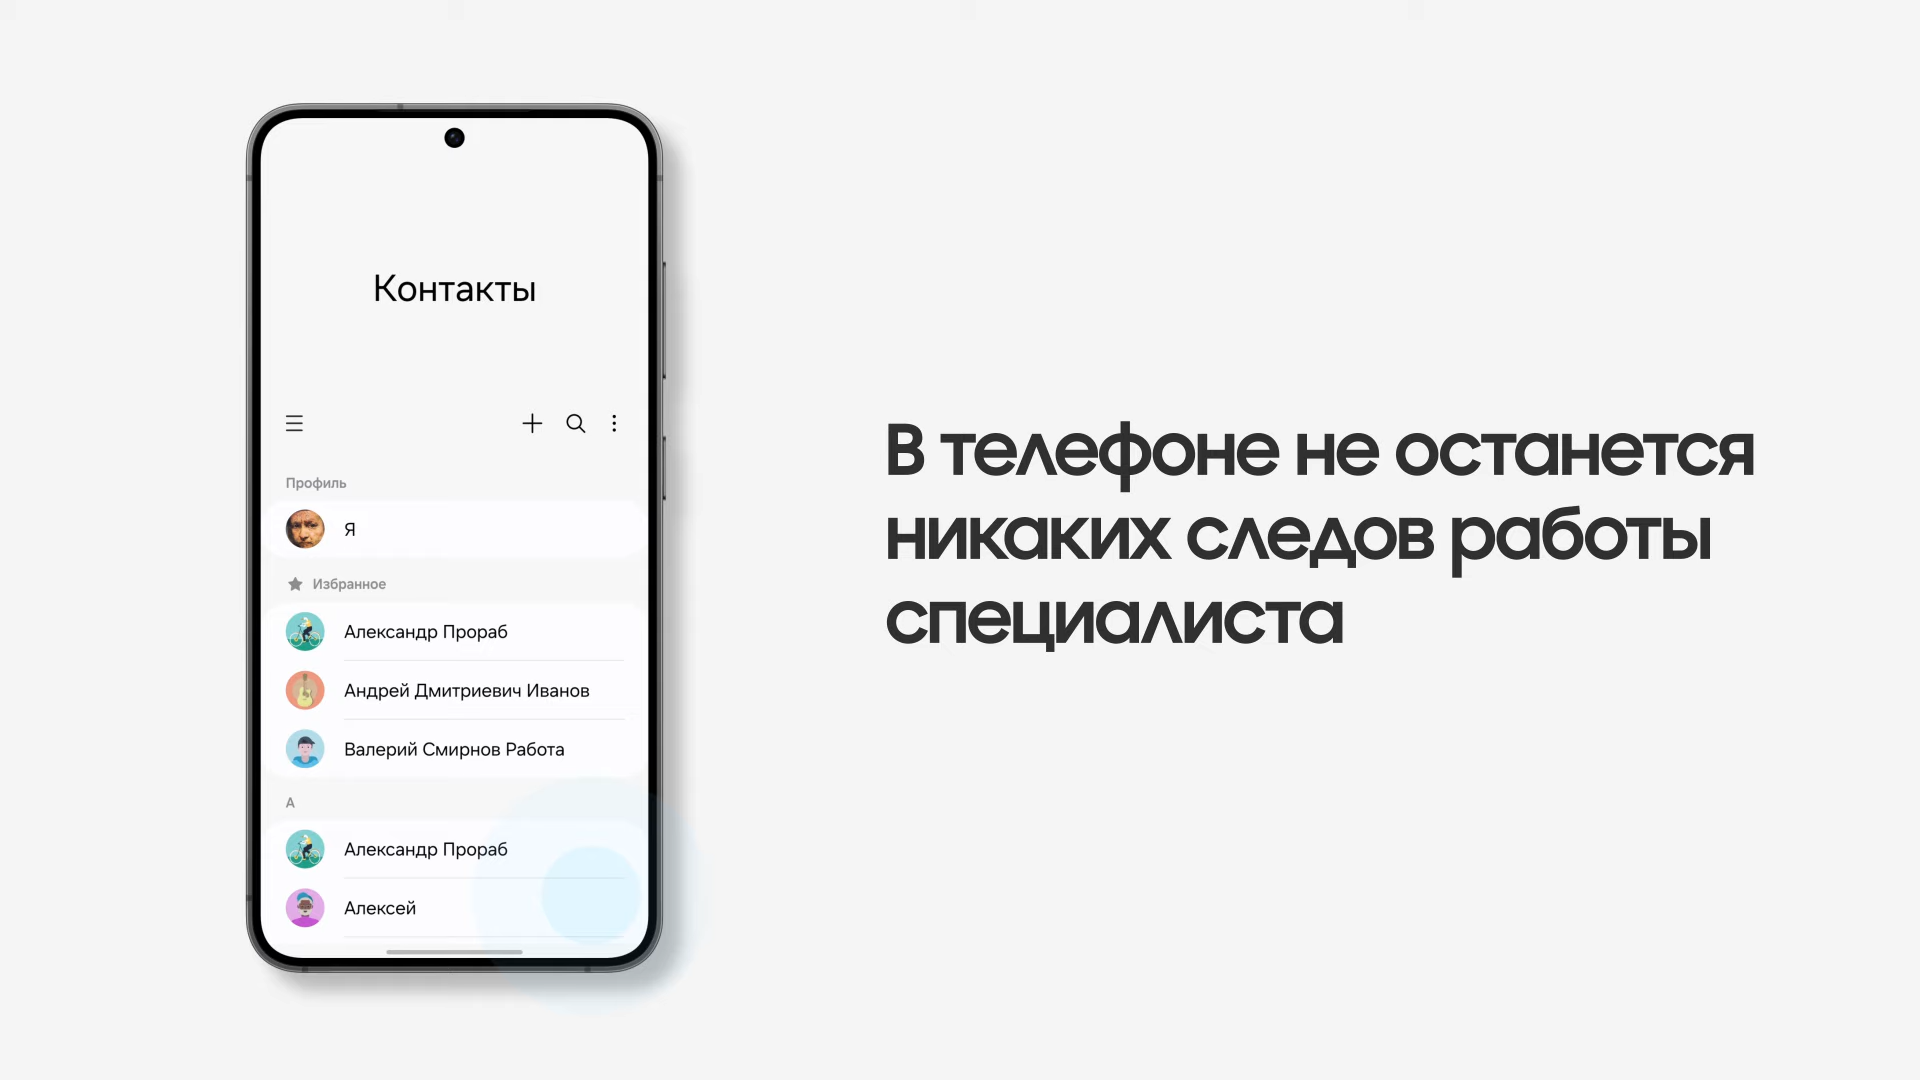 Контакты
Профиль
Я
Избранное
Александр Прораб
Андрей Дмитриевич Иванов
Валерий Смирнов Работа
А
Александр Прораб
Алексей
В телефоне не останется
никаких следов работы
специалиста